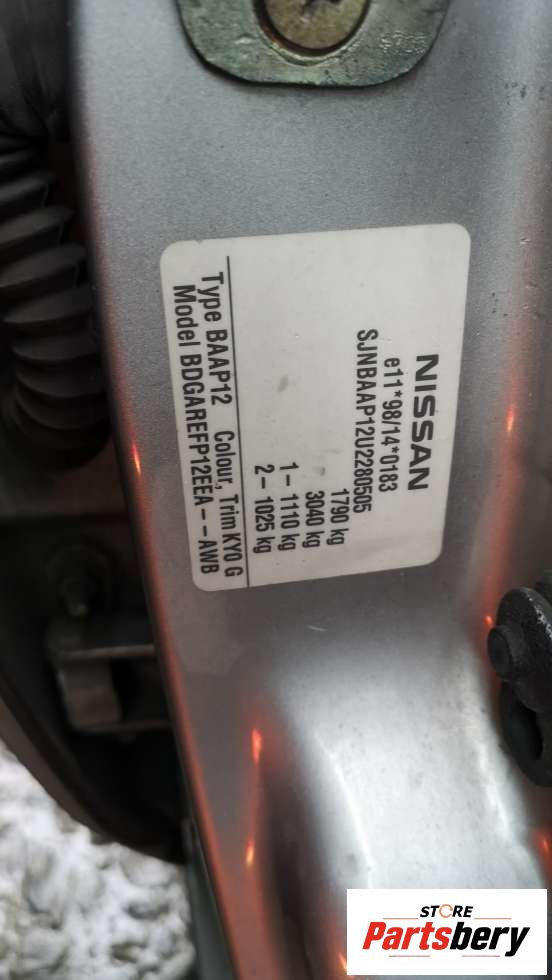 NISSAN
e11*98/14*0183
SJNBAAP12U2280505
1790 kg
3040 kg
1– 1110 kg
2– 1025 kg
Type BAAP12 Colour, Trim KY0 G
Model BDGAREFP12EEA--AWB
STORE
Partsbery